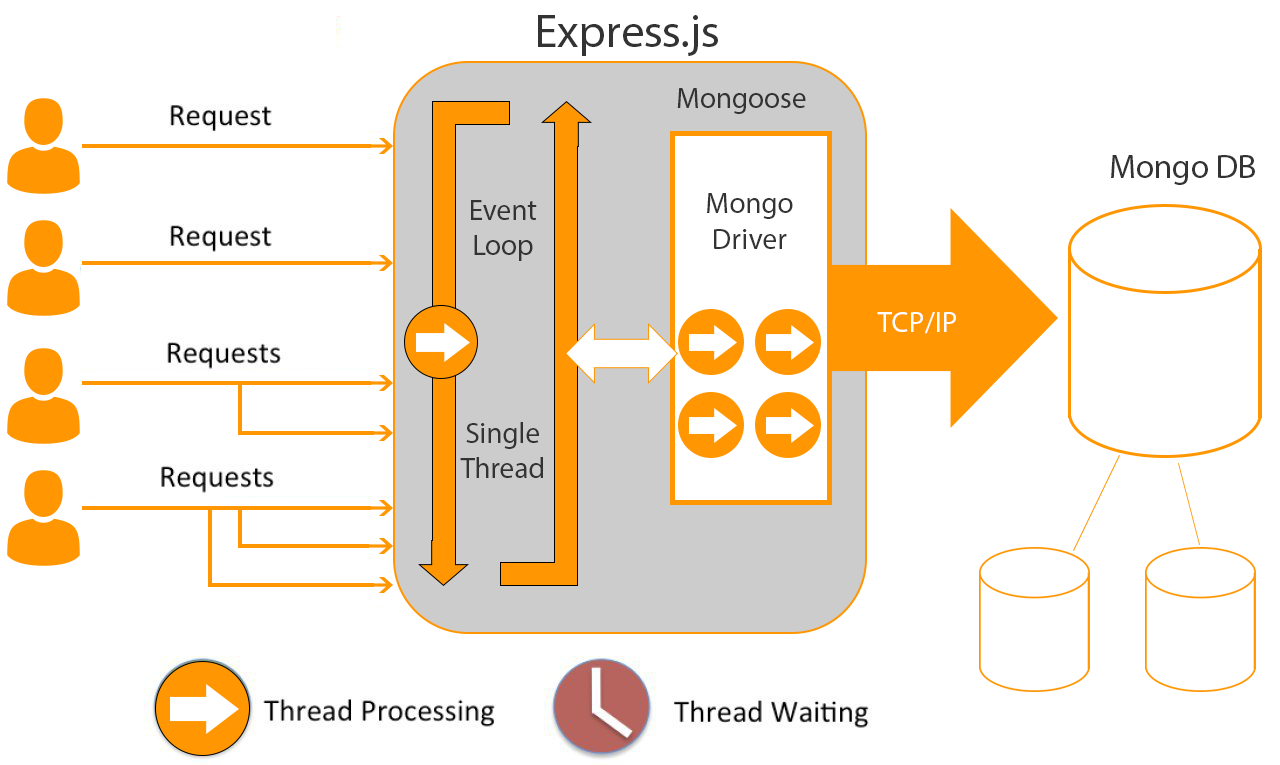 Express.js
Request
Request
Requests
Requests
Event
Loop
Single
Thread
Mongoose
Mongo
Driver
TCP/IP
Mongo DB
Thread Processing
Thread Waiting